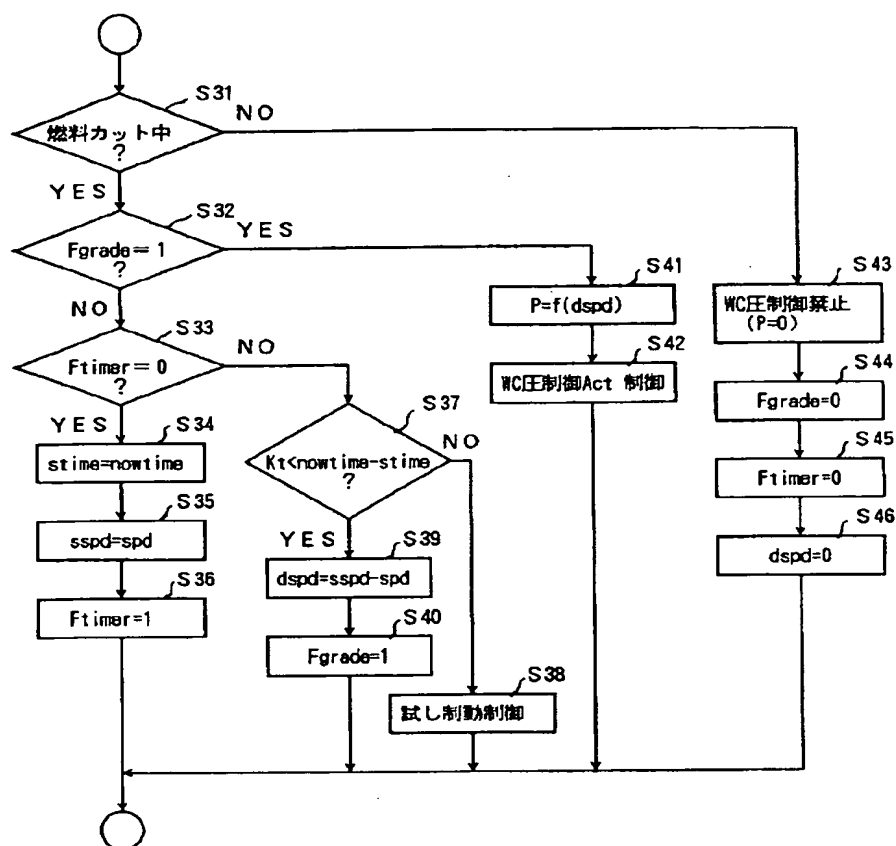 S31
燃料カット中
?
NO
YES
S32
Fgrade=1
?
YES
NO
S33
Ftimer=0
?
NO
YES
S34
stime=nowtime
S35
sspd=spd
S36
Ftimer=1
S37
Kt<nowtime-stime
?
NO
YES
S39
dspd=sspd-spd
S40
Fgrade=1
S38
試し制動制御
S41
P=f(dspd)
S42
WC圧制御Act 制御
S43
WC圧制御禁止
(P=0)
S44
Fgrade=0
S45
Ftimer=0
S46
dspd=0